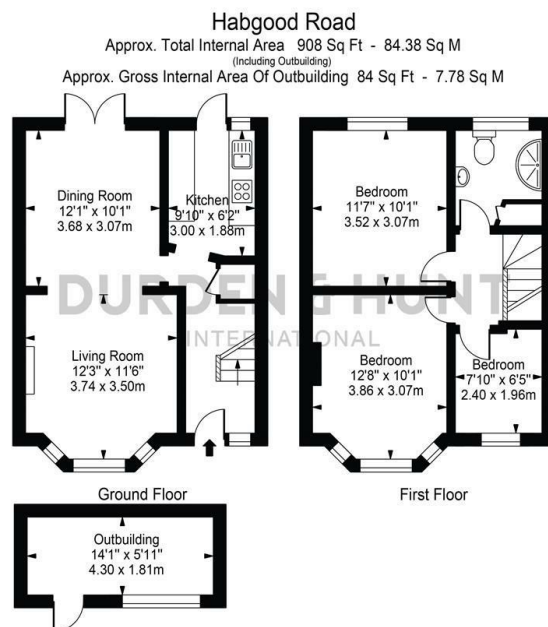 Habgood Road
Approx. Total Internal Area 908 Sq Ft - 84.38 Sq M
(Including Outbuilding)
Approx. Gross Internal Area Of Outbuilding 84 Sq Ft - 7.78 Sq M
Dining Room
12'1" x 10'1"
3.68 x 3.07m
Kitchen
9'10" x 6'2"
3.00 x 1.88m
Bedroom
11'7" x 10'1"
3.52 x 3.07m
DURDEN & HUNT
INTERNATIONAL
Living Room
12'3" x 11'6"
3.74 x 3.50m
Bedroom
12'8" x 10'1"
3.86 x 3.07m
Bedroom
7'10" x 6'5"
2.40 x 1.96m
Ground Floor
First Floor
Outbuilding
14'1" x 5'11"
4.30 x 1.81m